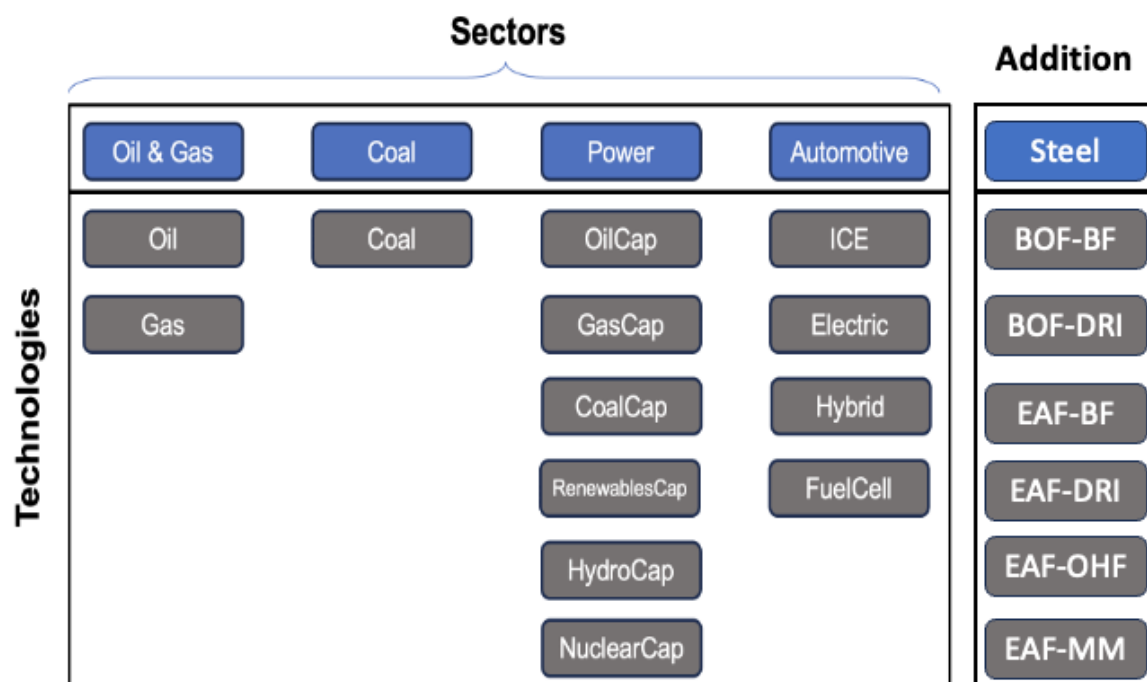 Sectors
Addition
Oil & Gas
Coal
Power
Automotive
Steel
Technologies
Oil
Coal
OilCap
ICE
BOF-BF
Gas
GasCap
Electric
BOF-DRI
CoalCap
Hybrid
EAF-BF
RenewablesCap
FuelCell
EAF-DRI
HydroCap
EAF-OHF
NuclearCap
EAF-MM